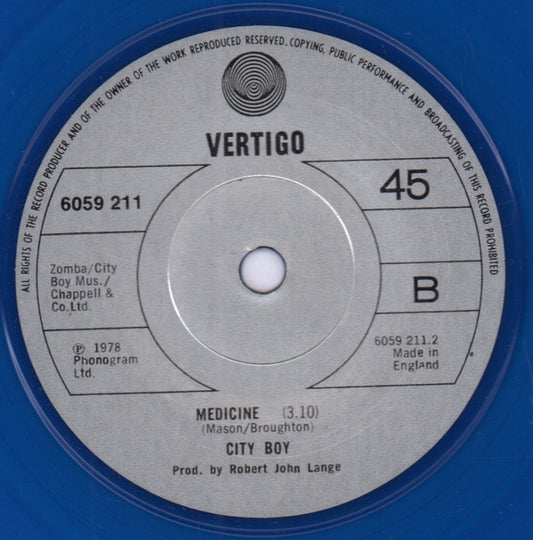 ALL RIGHTS OF THE RECORD PRODUCER AND OF THE OWNER OF THE WORK REPRODUCED RESERVED. COPYING, PUBLIC PERFORMANCE AND BROADCASTING OF THIS RECORD PROHIBITED
VERTIGO
6059 211
45
Zomba/City
Boy Mus./
Chappell &
Co.Ltd.
B
℗ 1978
Phonogram
Ltd.
6059 211.2
Made in
England
MEDICINE (3.10)
(Mason/Broughton)
CITY BOY
Prod. by Robert John Lange